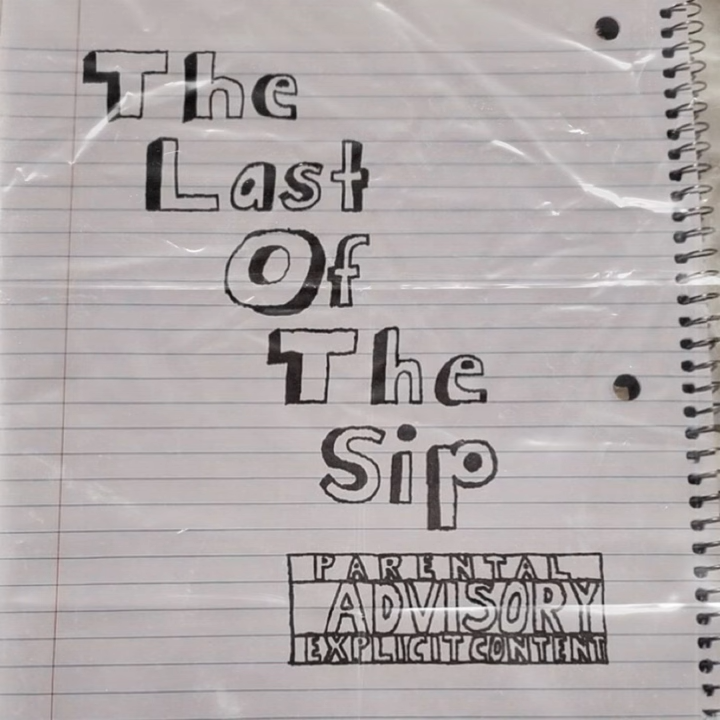 The
Last
Of
The
Sip
PARENTAL
ADVISORY
EXPLICIT CONTENT